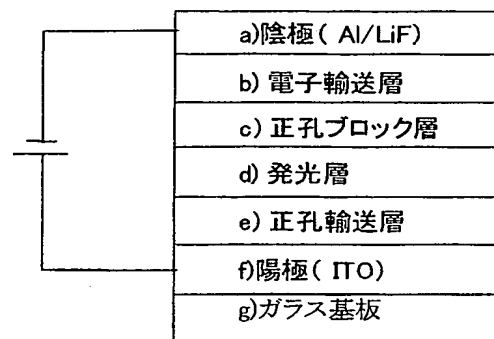 a)陰極( Al/LiF)
b) 電子輸送層
c) 正孔ブロック層
d) 発光層
e) 正孔輸送層
f)陽極( ITO)
g)ガラス基板